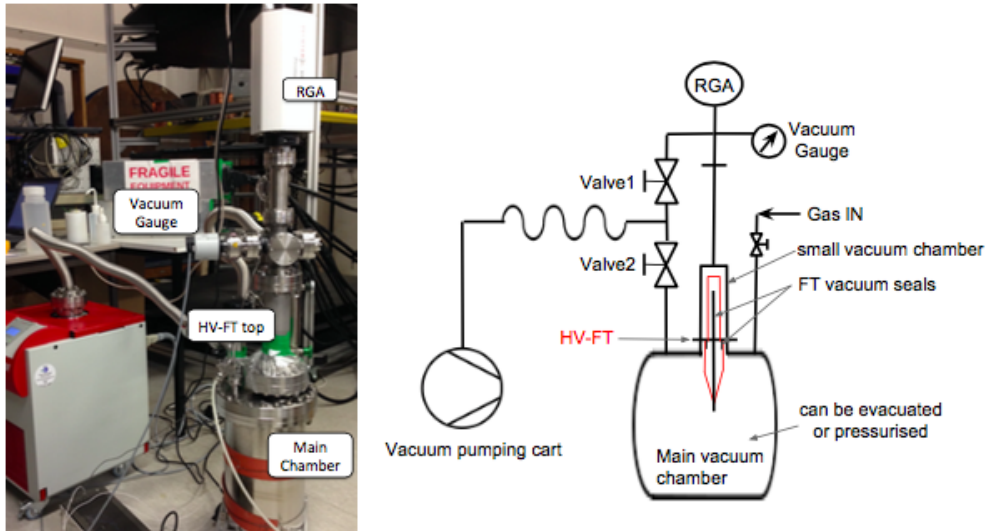 RGA
FRAGILE
EQUIPMENT
Vacuum
Gauge
HV-FT top
Main
Chamber
RGA
Vacuum
Gauge
Valve1
Gas IN
small vacuum chamber
Valve2
FT vacuum seals
HV-FT
can be evacuated
or pressurised
Vacuum pumping cart
Main vacuum
chamber